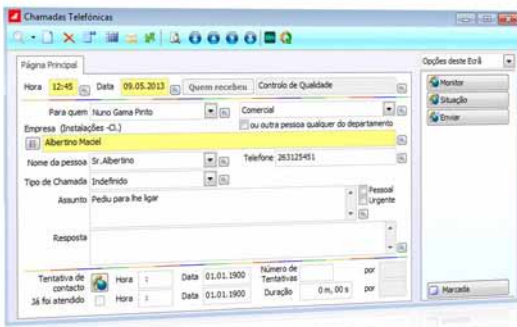 Chamadas Telefónicas
Página Principal
Opções deste Ecrã
Hora 12:45 Data 09.05.2013 Quem recebeu Controlo de Qualidade
Monitor
Situação
Enviar
Para quem Nuno Gama Pinto Comercial
Empresa (Instalações -Cl.) ou outra pessoa qualquer do departamento
Albertino Maciel
Nome da pessoa Sr.Albertino Telefone 263125451
Tipo de Chamada Indefinido
Assunto Pediu para lhe ligar Pessoal
Urgente
Resposta
Tentativa de contacto Hora : Data 01.01.1900 Número de Tentativas por
Já foi atendido Hora : Data 01.01.1900 Duração 0 m, 00 s por
Marcada